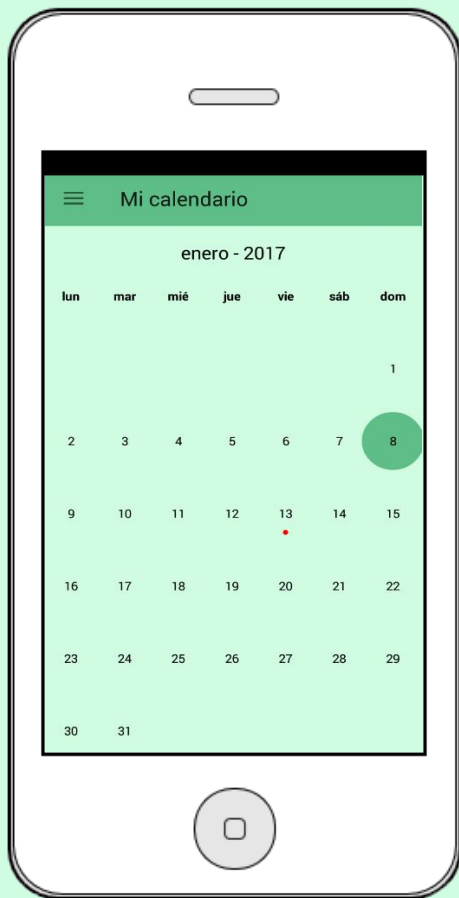 Mi calendario
enero - 2017
lun mar mié jue vie sáb dom
1
2 3 4 5 6 7 8
9 10 11 12 13 14 15
16 17 18 19 20 21 22
23 24 25 26 27 28 29
30 31